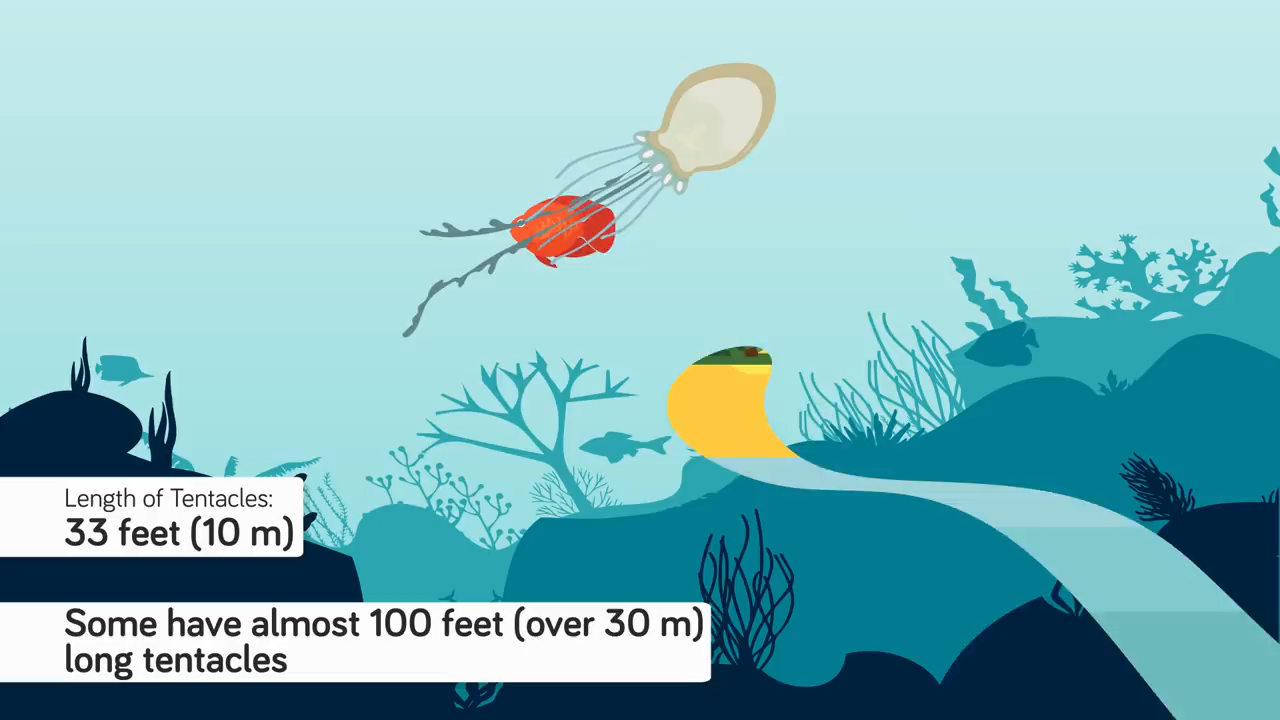 Length of Tentacles:
33 feet (10 m)
Some have almost 100 feet (over 30 m)
long tentacles